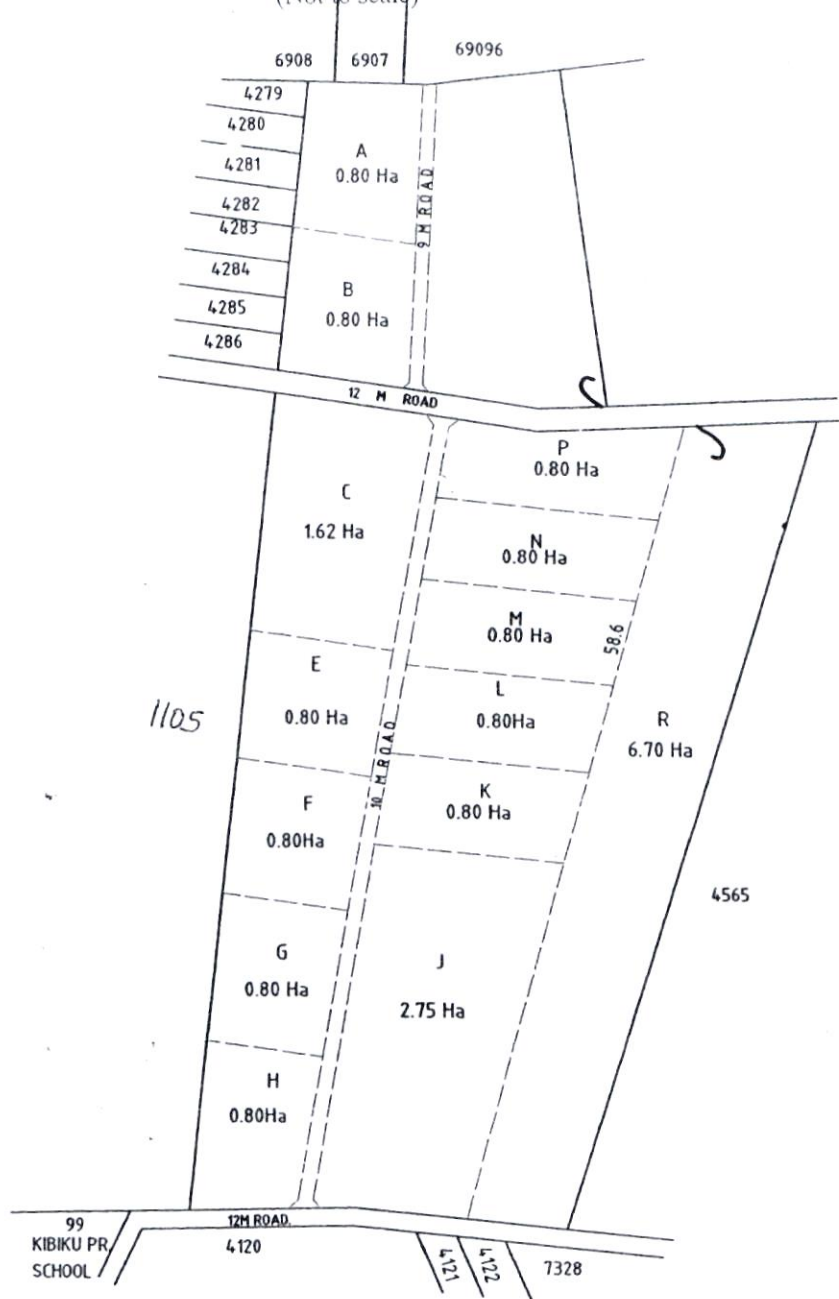 (Not to scale)
6908
6907
69096
4279
4280
4281
4282
4283
4284
4285
4286
A
0.80 Ha
9 M ROAD
B
0.80 Ha
12 M ROAD
C
1.62 Ha
P
0.80 Ha
N
0.80 Ha
M
0.80 Ha
58.6
E
0.80 Ha
L
0.80Ha
R
6.70 Ha
1105
10 M ROAD
F
0.80Ha
K
0.80 Ha
4565
G
0.80 Ha
J
2.75 Ha
H
0.80Ha
99
KIBIKU PR.
SCHOOL
12M ROAD.
4120
4121
4122
7328